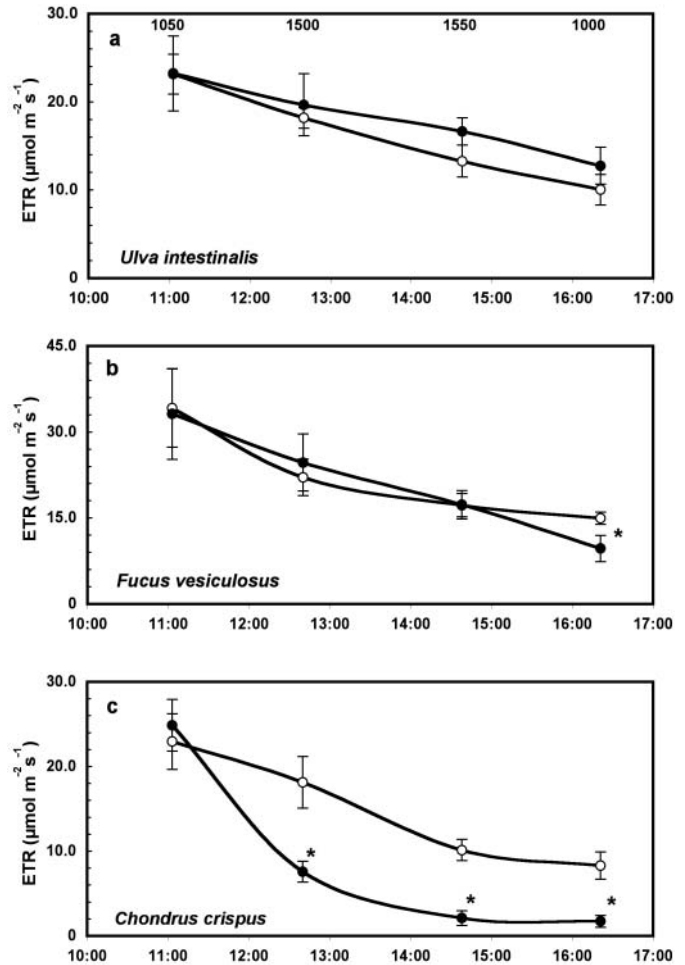 a
1050 1500 1550 1000
30.0
20.0
10.0
0
ETR (µmol m⁻² s⁻¹)
Ulva intestinalis
10:00 11:00 12:00 13:00 14:00 15:00 16:00 17:00
b
45.0
30.0
15.0
0
ETR (µmol m⁻² s⁻¹)
*
Fucus vesiculosus
10:00 11:00 12:00 13:00 14:00 15:00 16:00 17:00
c
30.0
20.0
10.0
0
ETR (µmol m⁻² s⁻¹)
* * *
Chondrus crispus
10:00 11:00 12:00 13:00 14:00 15:00 16:00 17:00